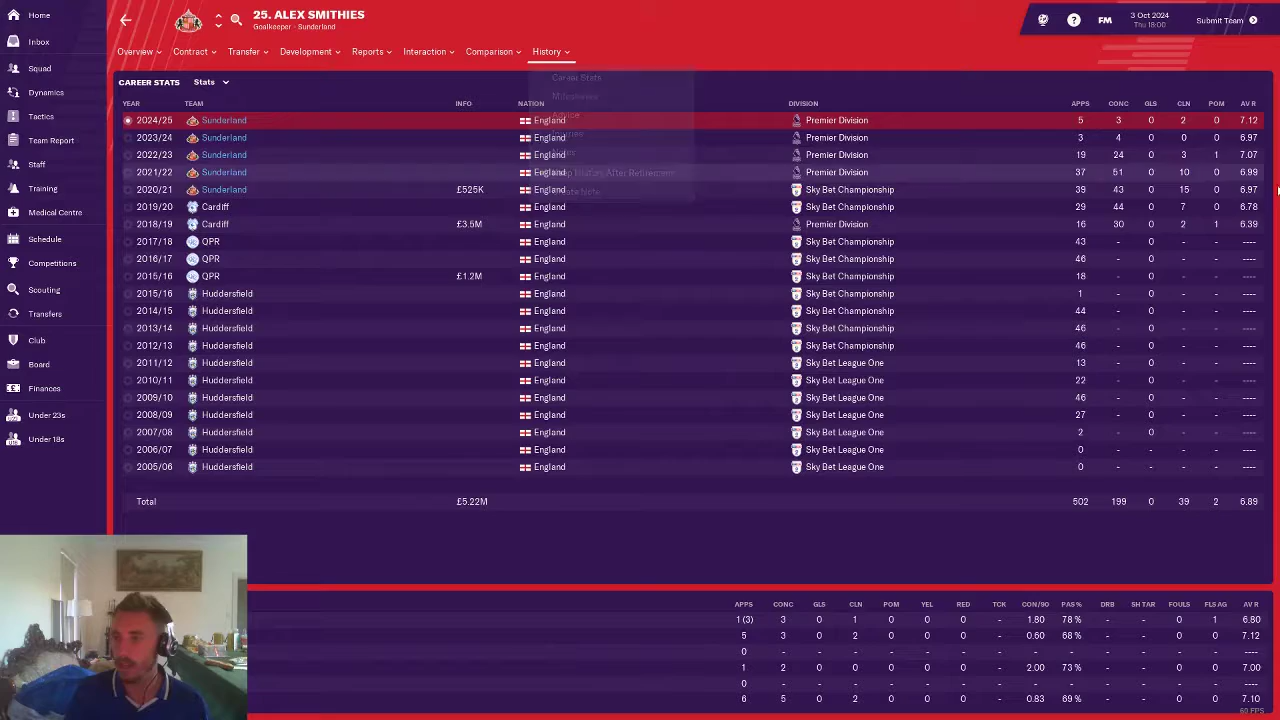 25. ALEX SMITHIES
Goalkeeper - Sunderland
3 Oct 2024
Thu 18:00
Submit Team
FM
Overview Contract Transfer Development Reports Interaction Comparison History
Home
Inbox
Squad
Dynamics
Tactics
Team Report
Staff
Training
Medical Centre
Schedule
Competitions
Scouting
Transfers
Club
Board
Finances
Under 23s
Under 18s
CAREER STATS Stats
Career Stats
Milestones
Advice
Injuries
Keep History After Retirement
YEAR TEAM INFO NATION DIVISION APPS CONC GLS CLN POM AV R
2024/25 Sunderland England Premier Division 5 3 0 2 0 7.12
2023/24 Sunderland England Premier Division 3 4 0 0 0 6.97
2022/23 Sunderland England Premier Division 19 24 0 3 1 7.07
2021/22 Sunderland England Premier Division 37 51 0 10 0 6.99
2020/21 Sunderland £525K England Sky Bet Championship 39 43 0 15 0 6.97
2019/20 Cardiff England Sky Bet Championship 29 44 0 7 0 6.78
2018/19 Cardiff £3.5M England Premier Division 16 30 0 2 1 6.39
2017/18 QPR England Sky Bet Championship 43 - 0 - - ----
2016/17 QPR England Sky Bet Championship 46 - 0 - - ----
2015/16 QPR £1.2M England Sky Bet Championship 18 - 0 - - ----
2015/16 Huddersfield England Sky Bet Championship 1 - 0 - - ----
2014/15 Huddersfield England Sky Bet Championship 44 - 0 - - ----
2013/14 Huddersfield England Sky Bet Championship 46 - 0 - - ----
2012/13 Huddersfield England Sky Bet Championship 46 - 0 - - ----
2011/12 Huddersfield England Sky Bet League One 13 - 0 - - ----
2010/11 Huddersfield England Sky Bet League One 22 - 0 - - ----
2009/10 Huddersfield England Sky Bet League One 46 - 0 - - ----
2008/09 Huddersfield England Sky Bet League One 27 - 0 - - ----
2007/08 Huddersfield England Sky Bet League One 2 - 0 - - ----
2006/07 Huddersfield England Sky Bet League One 0 - 0 - - ----
2005/06 Huddersfield England Sky Bet League One 0 - 0 - - ----
Total £5.22M 502 199 0 39 2 6.89
APPS CONC GLS CLN POM YEL RED TCK CON/90 PAS % DRB SH TAR FOULS FLS AG AV R
1 (3) 3 0 1 0 0 0 - 1.80 78 % - - 0 1 6.80
5 3 0 2 0 0 0 - 0.60 68 % - - 0 0 7.12
0 - - - - - - - - - - - - - ----
1 2 0 0 0 0 0 - 2.00 73 % - - 0 0 7.00
0 - - - - - - - - - - - - - ----
6 5 0 2 0 0 0 - 0.83 69 % - - 0 0 7.10
60 FPS